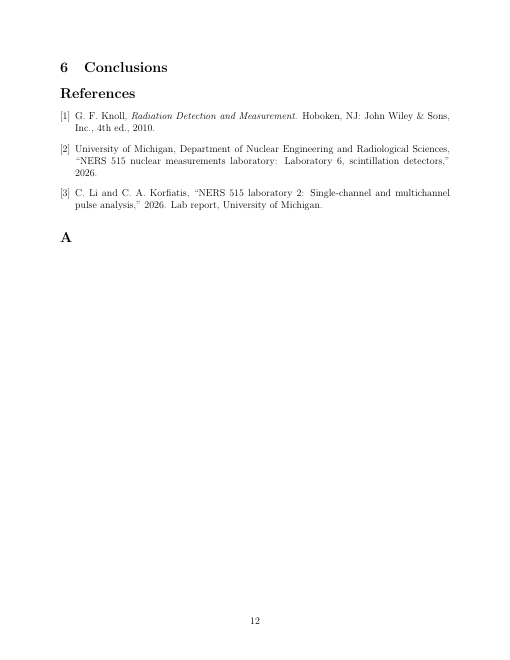 6 Conclusions
References
[1] G. F. Knoll, Radiation Detection and Measurement. Hoboken, NJ: John Wiley & Sons,
Inc., 4th ed., 2010.
[2] University of Michigan, Department of Nuclear Engineering and Radiological Sciences,
“NERS 515 nuclear measurements laboratory: Laboratory 6, scintillation detectors,”
2026.
[3] C. Li and C. A. Korfiatis, “NERS 515 laboratory 2: Single-channel and multichannel
pulse analysis,” 2026. Lab report, University of Michigan.
A
12